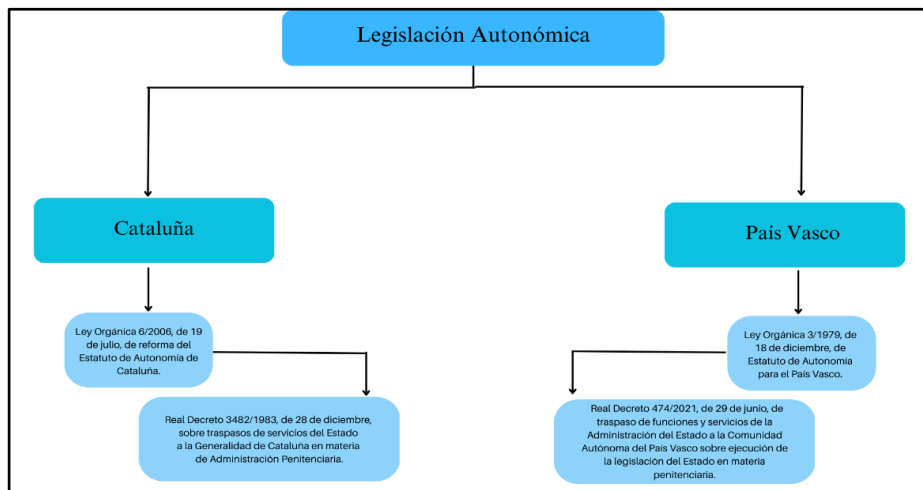 Legislación Autonómica
Cataluña
País Vasco
Ley Orgánica 6/2006, de 19
de julio, de reforma del
Estatuto de Autonomía de
Cataluña.
Ley Orgánica 3/1979, de
18 de diciembre, de
Estatuto de Autonomía
para el País Vasco.
Real Decreto 3482/1983, de 28 de diciembre,
sobre traspasos de servicios del Estado
a la Generalidad de Cataluña en materia
de Administración Penitenciaria.
Real Decreto 474/2021, de 29 de junio, de
traspaso de funciones y servicios de la
Administración del Estado a la Comunidad
Autónoma del País Vasco sobre ejecución de
la legislación del Estado en materia
penitenciaria.